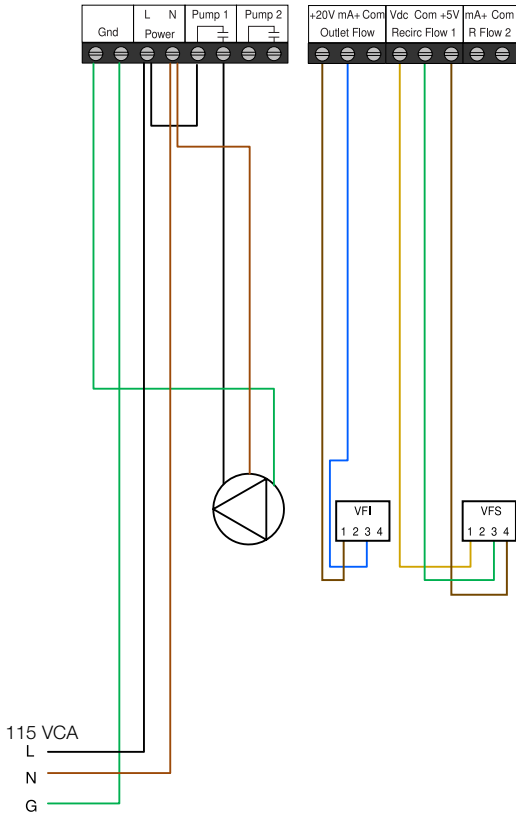 Gnd
L N
Power
Pump 1
Pump 2
+20V mA+ Com
Outlet Flow
Vdc Com +5V
Recirc Flow 1
mA+ Com
R Flow 2
VFI
1 2 3 4
VFS
1 2 3 4
115 VCA
L
N
G